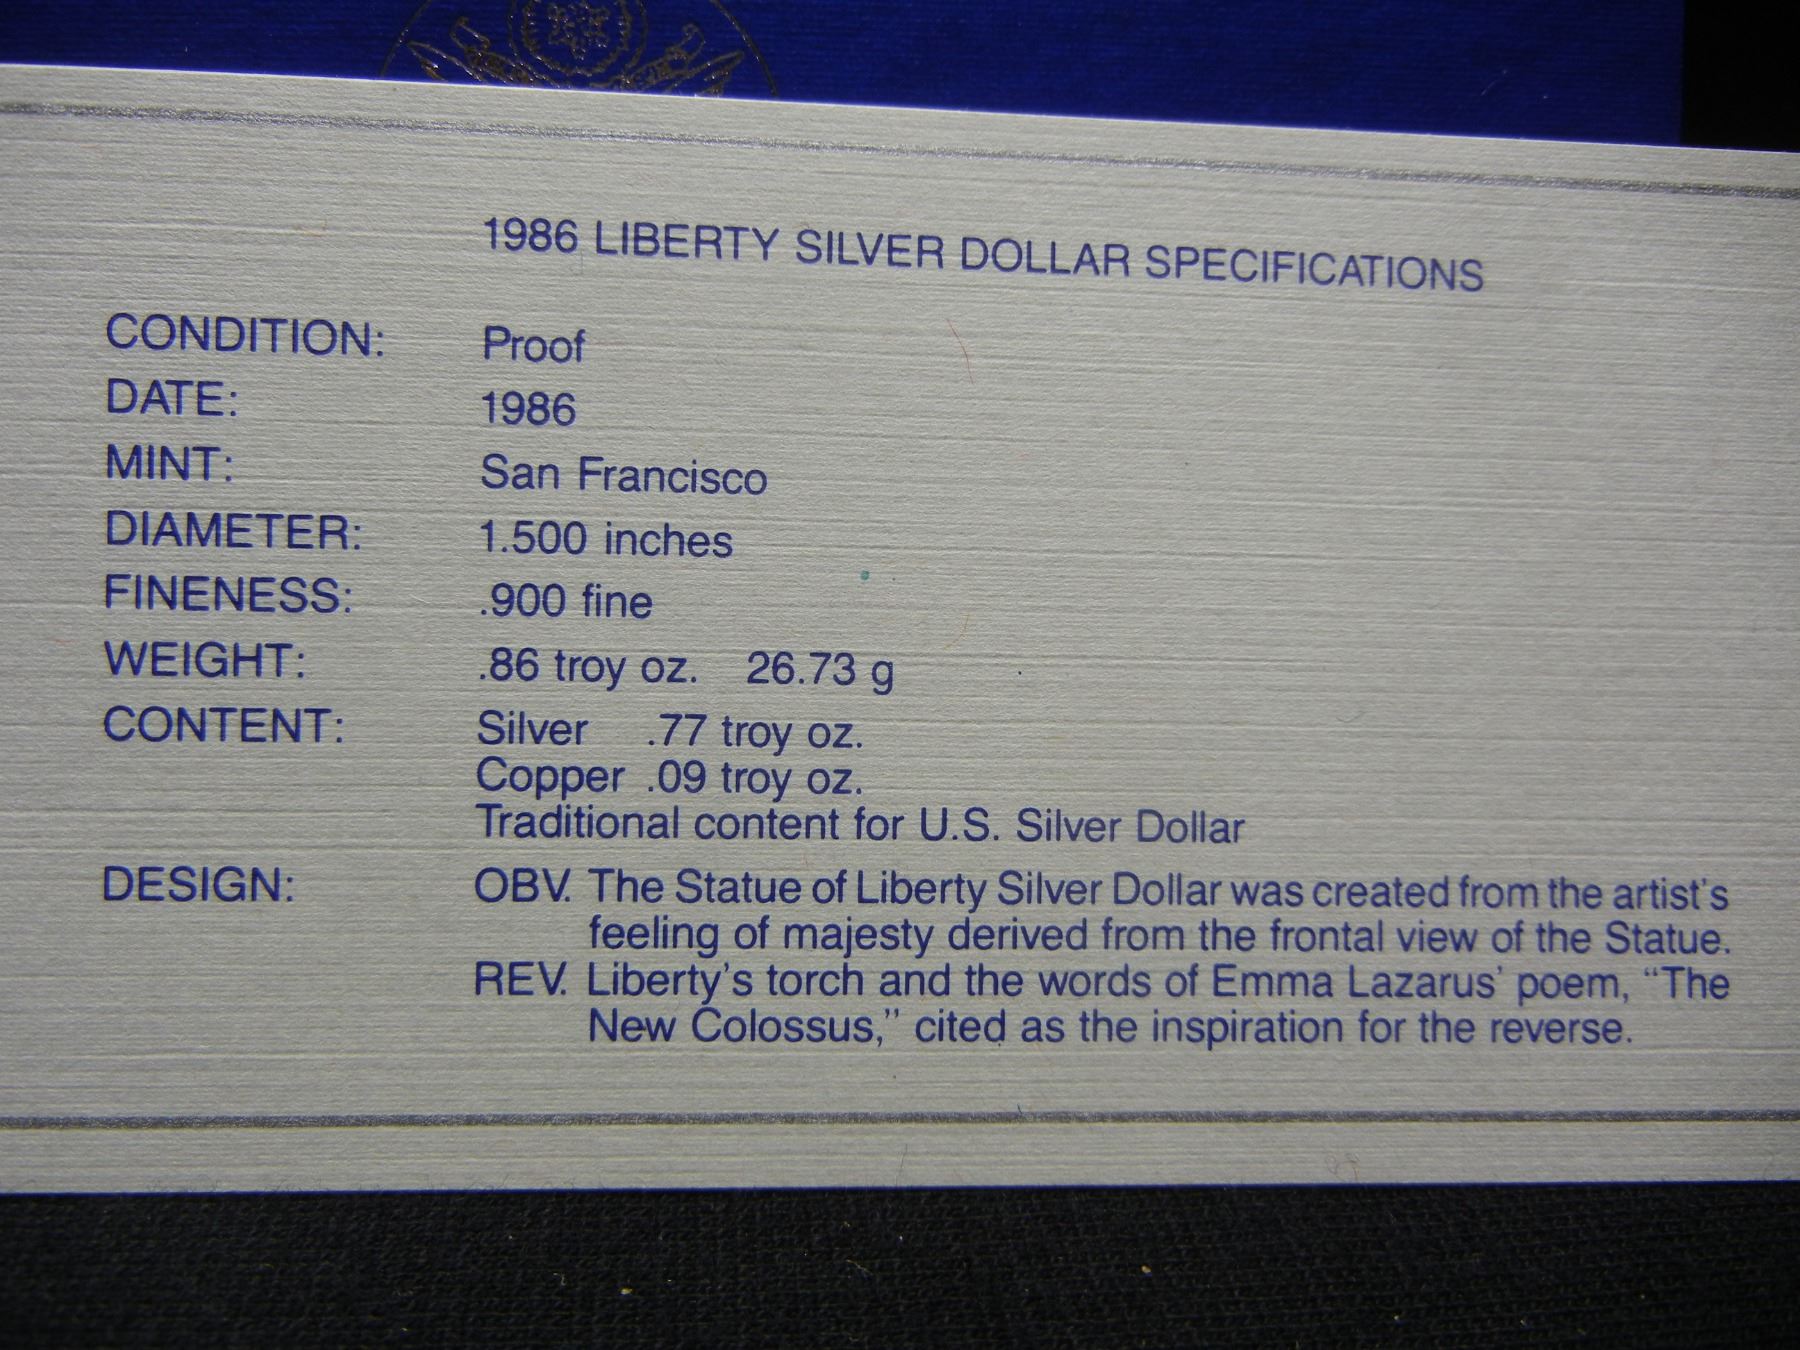 1986 LIBERTY SILVER DOLLAR SPECIFICATIONS
CONDITION: Proof
DATE: 1986
MINT: San Francisco
DIAMETER: 1.500 inches
FINENESS: .900 fine
WEIGHT: .86 troy oz. 26.73 g
CONTENT: Silver .77 troy oz.
Copper .09 troy oz.
Traditional content for U.S. Silver Dollar
DESIGN: OBV. The Statue of Liberty Silver Dollar was created from the artist's
feeling of majesty derived from the frontal view of the Statue.
REV. Liberty's torch and the words of Emma Lazarus' poem, "The
New Colossus," cited as the inspiration for the reverse.